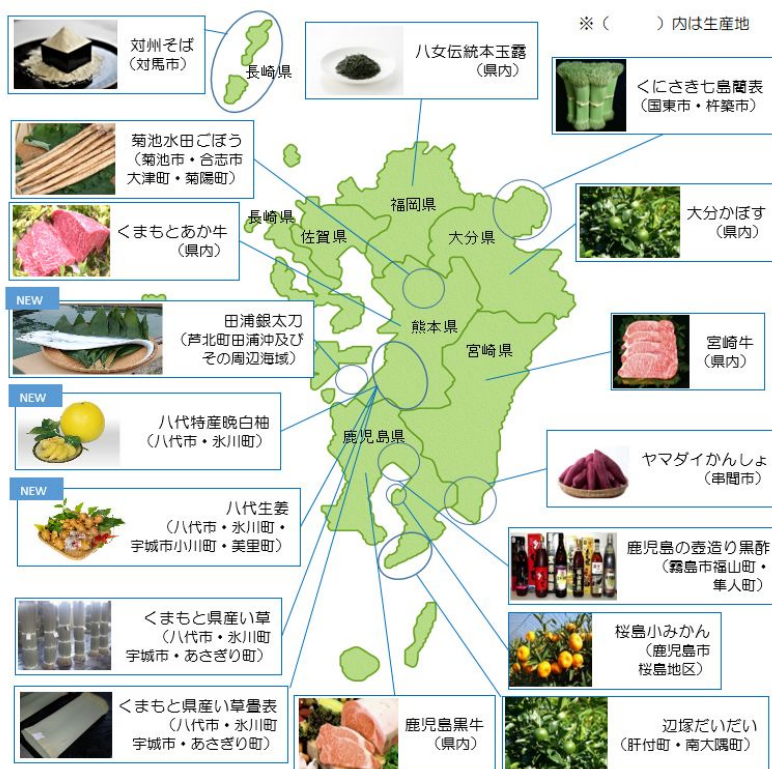 ※（　　）内は生産地
対州そば
（対馬市）
長崎県
八女伝統本玉露
（県内）
くにさき七島藺表
（国東市・杵築市）
菊池水田ごぼう
（菊池市・合志市
大津町・菊陽町）
くまもとあか牛
（県内）
長崎県
佐賀県
福岡県
大分県
大分かぼす
（県内）
NEW
田浦銀太刀
（芦北町田浦沖及び
その周辺海域）
熊本県
宮崎県
宮崎牛
（県内）
NEW
八代特産晩白柚
（八代市・氷川町）
鹿児島県
ヤマダイかんしょ
（串間市）
NEW
八代生姜
（八代市・氷川町・
宇城市小川町・美里町）
鹿児島の壺造り黒酢
（霧島市福山町・
隼人町）
くまもと県産い草
（八代市・氷川町
宇城市・あさぎり町）
桜島小みかん
（鹿児島市
桜島地区）
くまもと県産い草畳表
（八代市・氷川町
宇城市・あさぎり町）
鹿児島黒牛
（県内）
辺塚だいだい
（肝付町・南大隅町）